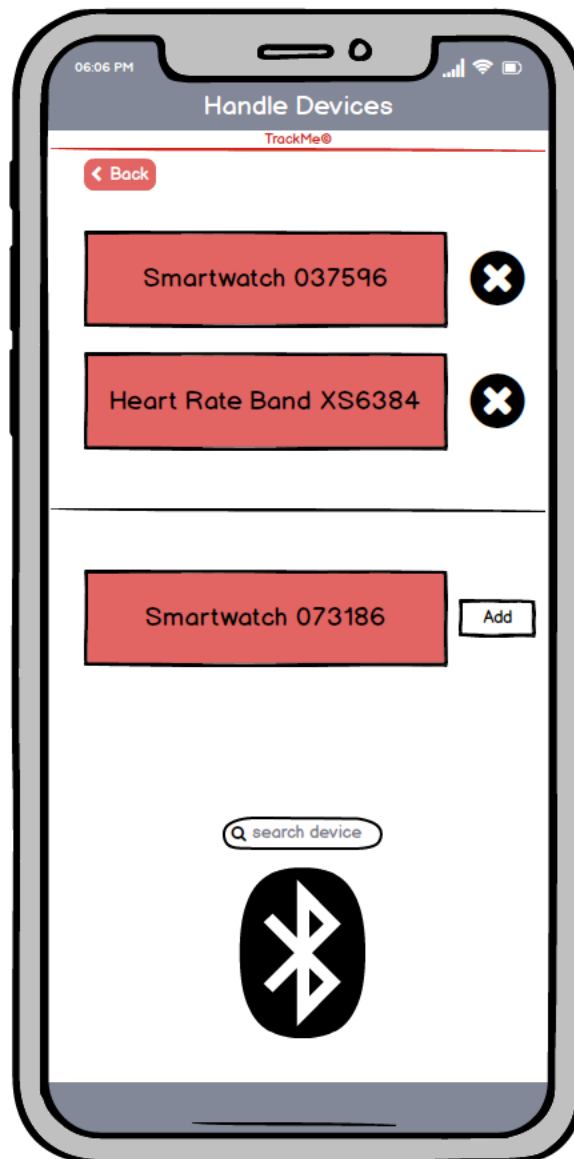 06:06 PM
Handle Devices
TrackMe©
Back
Smartwatch 037596
Heart Rate Band XS6384
Smartwatch 073186
Add
search device